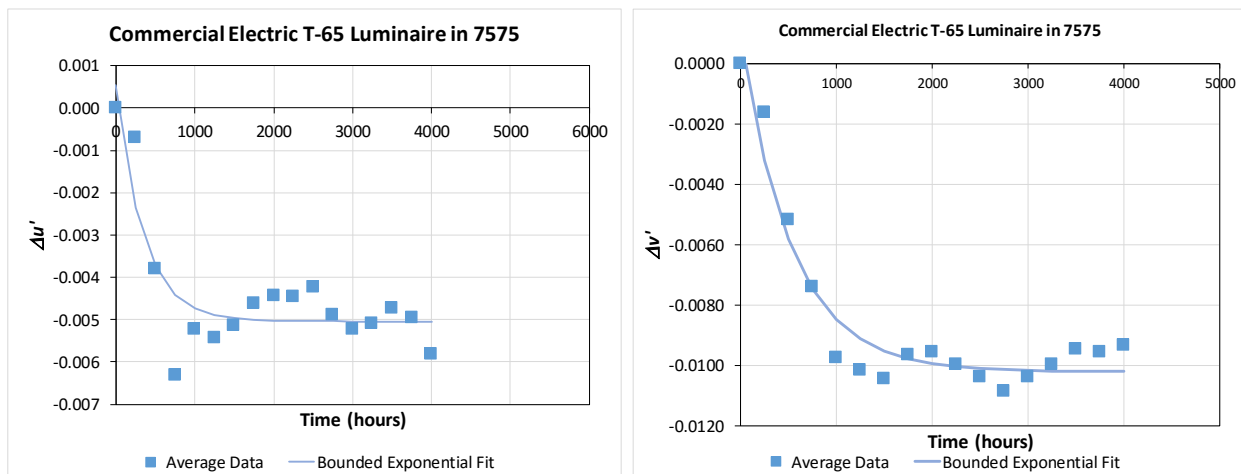 Commercial Electric T-65 Luminaire in 7575
0.001
0.000
-0.001
-0.002
-0.003
-0.004
-0.005
-0.006
-0.007
0 1000 2000 3000 4000 5000 6000
Δu'
Time (hours)
Average Data Bounded Exponential Fit
Commercial Electric T-65 Luminaire in 7575
0.0000
-0.0020
-0.0040
-0.0060
-0.0080
-0.0100
-0.0120
0 1000 2000 3000 4000 5000
Δv'
Time (hours)
Average Data Bounded Exponential Fit